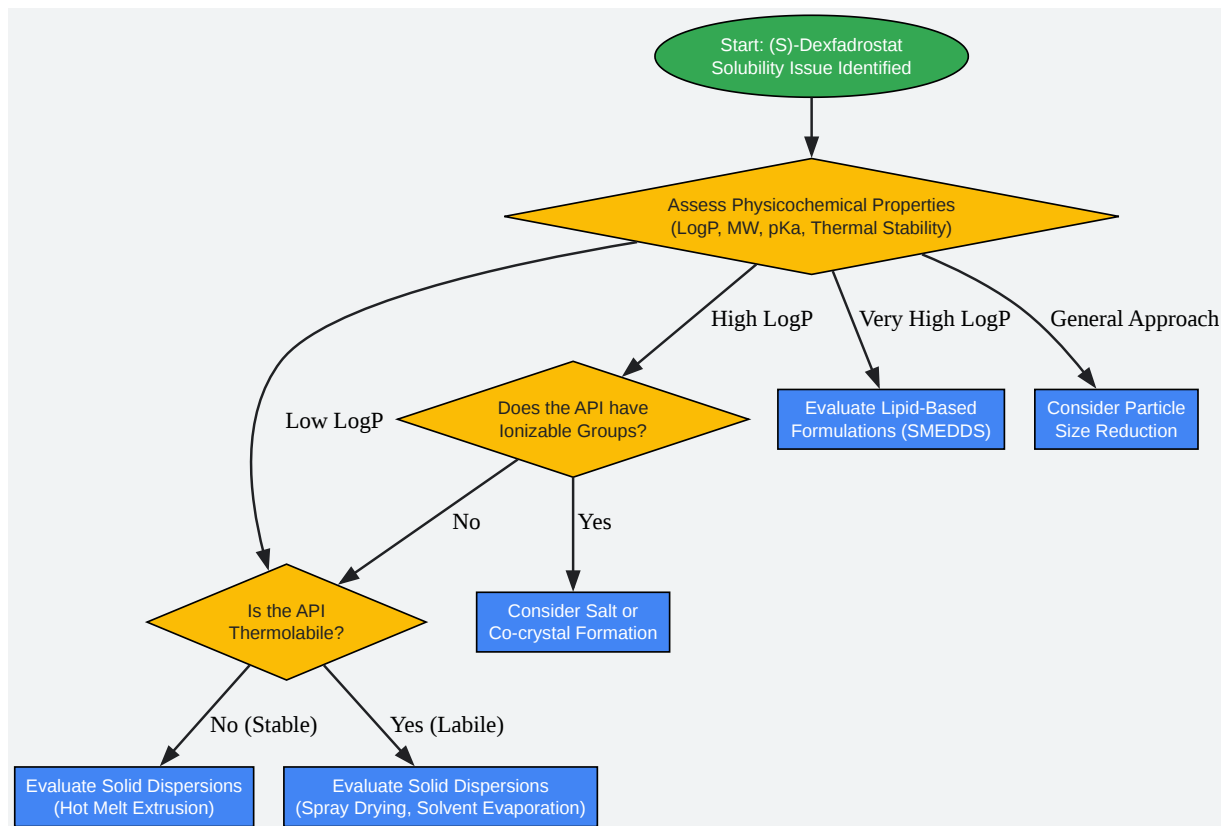 Start: (S)-Dexfadrostat
Solubility Issue Identified
Assess Physicochemical Properties
(LogP, MW, pKa, Thermal Stability)
High LogP
Very High LogP
General Approach
Low LogP
Does the API have
Ionizable Groups?
Evaluate Lipid-Based
Formulations (SMEDDS)
Consider Particle
Size Reduction
No
Yes
Is the API
Thermolabile?
Consider Salt or
Co-crystal Formation
No (Stable)
Yes (Labile)
Evaluate Solid Dispersions
(Hot Melt Extrusion)
Evaluate Solid Dispersions
(Spray Drying, Solvent Evaporation)